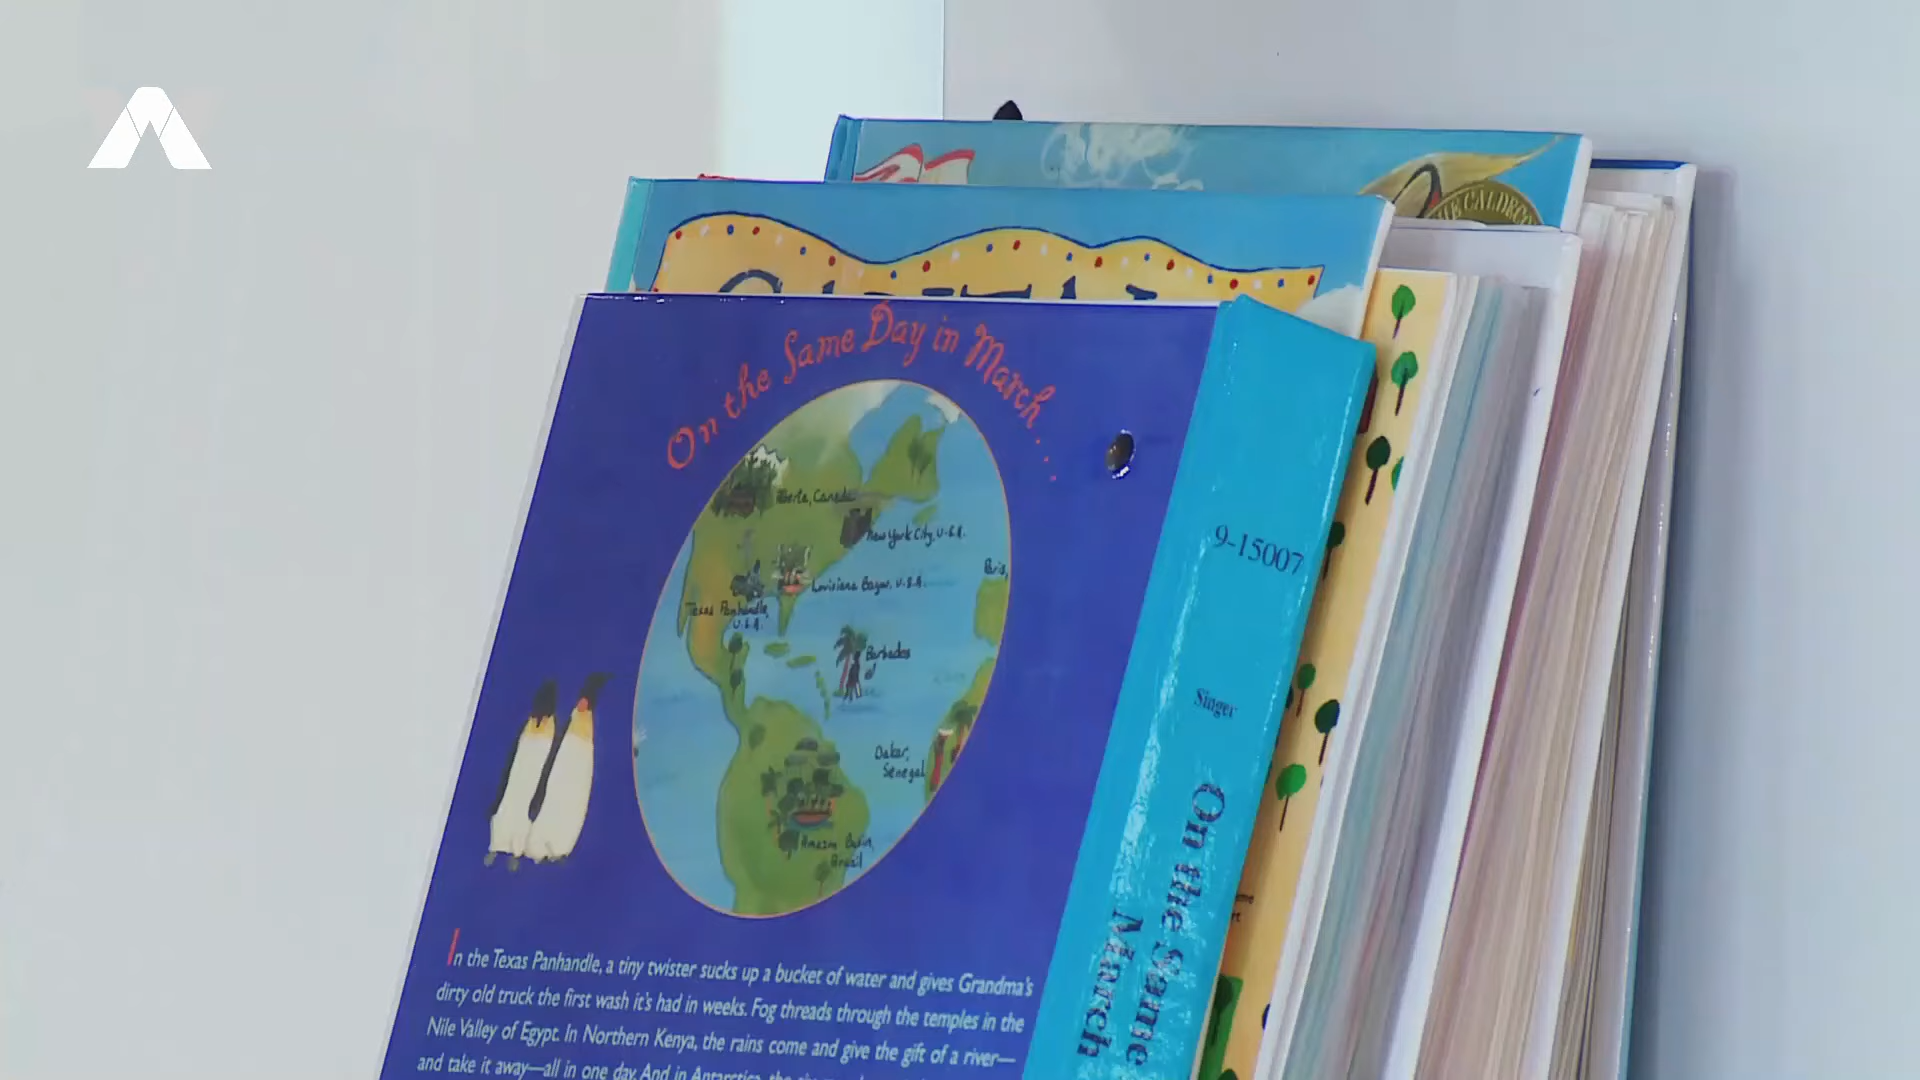 THE CALDECO
On the Same Day in March....
Alberta, Canada
New York City, U.S.A.
Paris,
Louisiana Bayou, U.S.A.
Texas Panhandle,
U.S.A.
Barbados
Dakar,
Senegal
Amazon Basin,
Brazil
In the Texas Panhandle, a tiny twister sucks up a bucket of water and gives Grandma's
dirty old truck the first wash it's had in weeks. Fog threads through the temples in the
Nile Valley of Egypt. In Northern Kenya, the rains come and give the gift of a river—
and take it away—all in one day. And in Antarctica, the
9-15007
Singer
On the Same
March